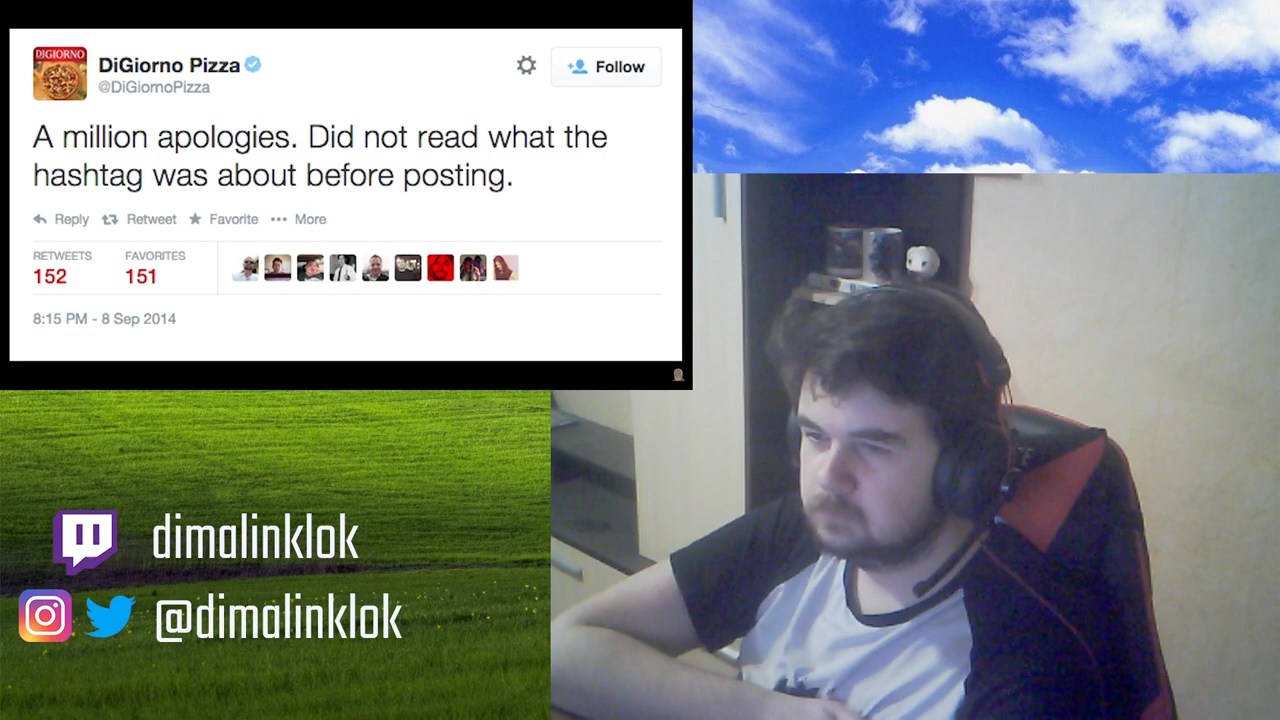 DIGIORNO
DiGiorno Pizza
@DiGiornoPizza
Follow
A million apologies. Did not read what the
hashtag was about before posting.
Reply Retweet Favorite More
RETWEETS FAVORITES
152 151
8:15 PM - 8 Sep 2014
dimalinklok
@dimalinklok